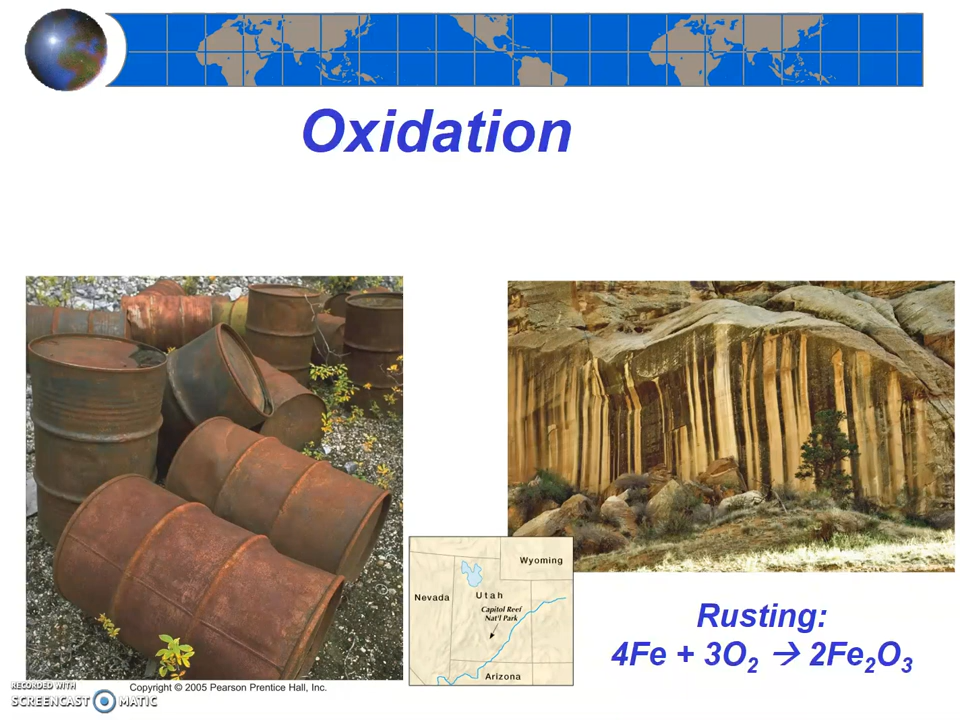 Oxidation
Wyoming
Nevada
Utah
Capitol Reef
Nat'l Park
Arizona
Rusting:
4Fe + 3O₂ → 2Fe₂O₃
Copyright © 2005 Pearson Prentice Hall, Inc.
RECORDED WITH
SCREENCAST MATIC